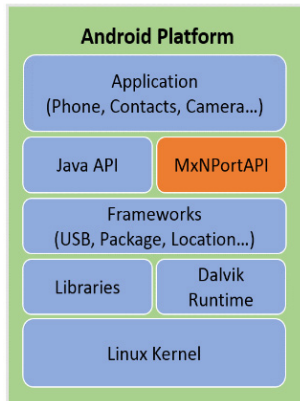 Android Platform
Application
(Phone, Contacts, Camera...)
Java API
MxNPortAPI
Frameworks
(USB, Package, Location...)
Libraries
Dalvik
Runtime
Linux Kernel